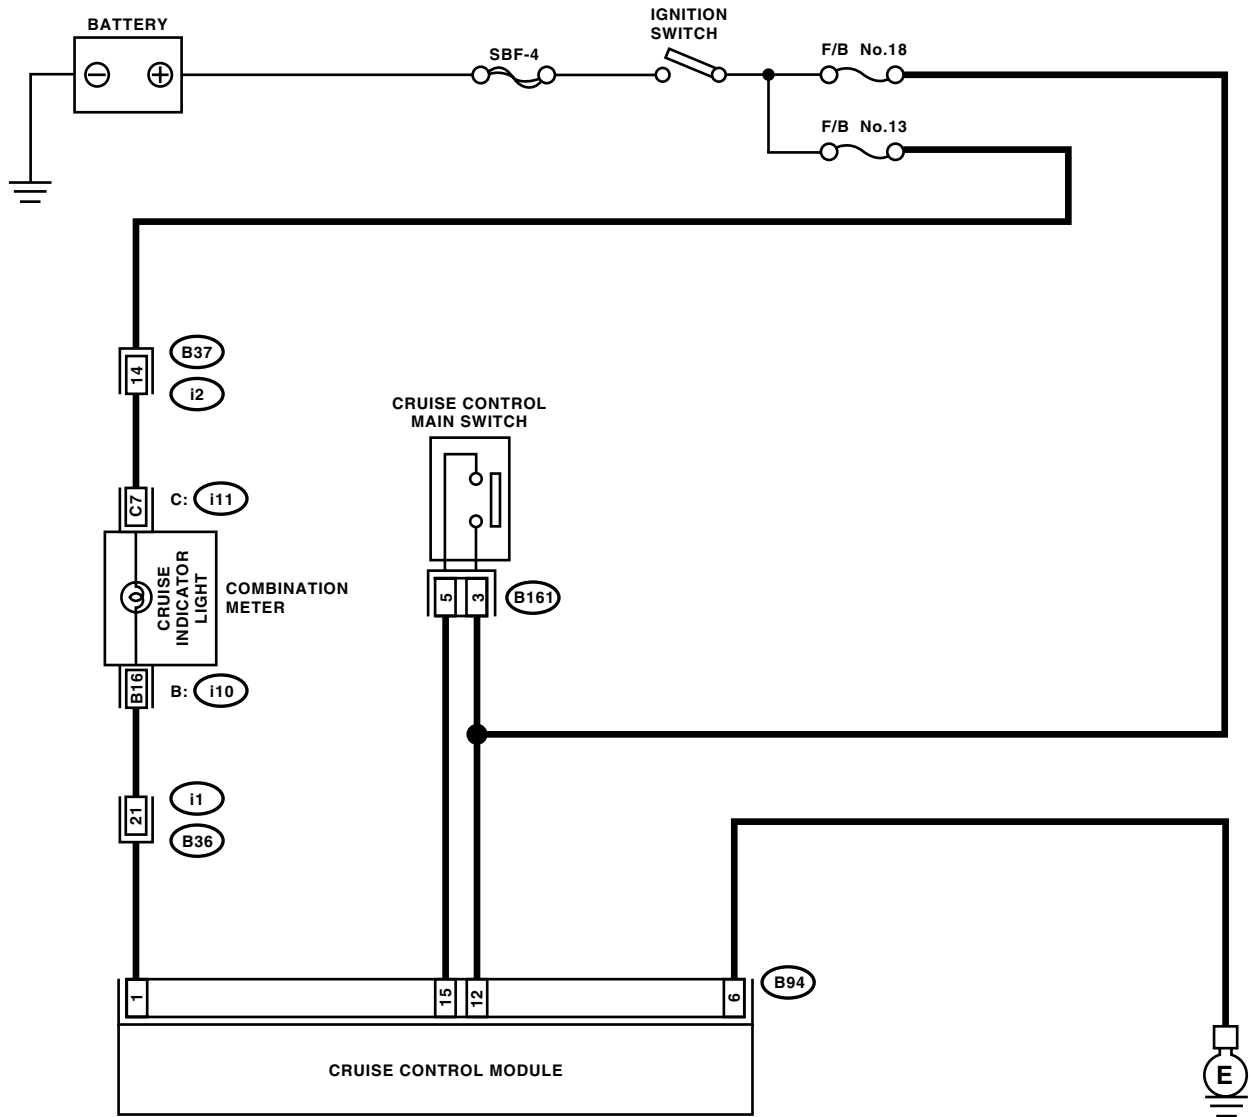 BATTERY
IGNITION
SWITCH
SBF-4
F/B No.18
F/B No.13
B37
14
i2
CRUISE CONTROL
MAIN SWITCH
C7
C: i11
CRUISE
INDICATOR
LIGHT
COMBINATION
METER
5
3
B161
B16
B: i10
i1
21
B36
1
15
12
6
B94
CRUISE CONTROL MODULE
E